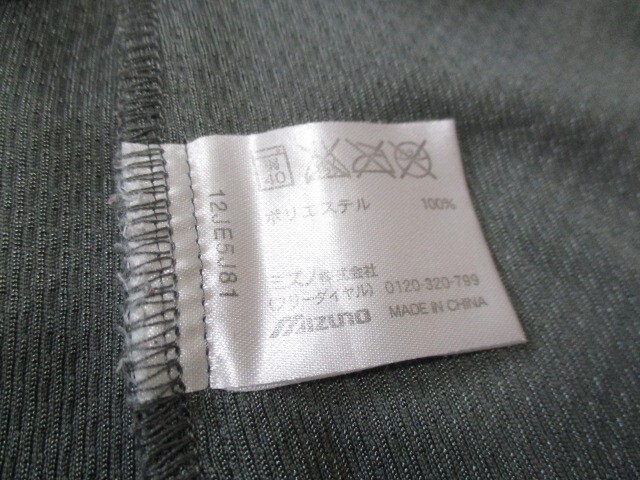 40
ポリエステル 100%
ミズノ株式会社
(フリーダイヤル) 0120-320-799
Mizuno MADE IN CHINA
12JE5J81